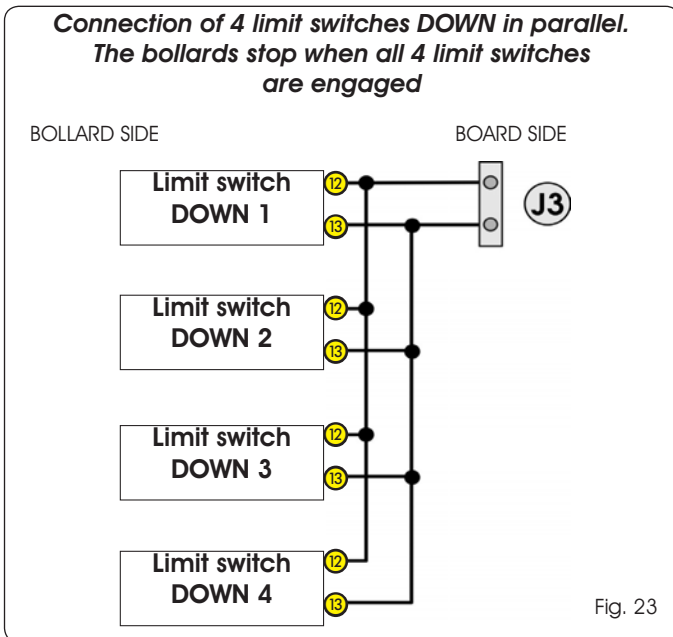 Connection of 4 limit switches DOWN in parallel.
The bollards stop when all 4 limit switches
are engaged
BOLLARD SIDE
BOARD SIDE
Limit switch
DOWN 1
12
13
J3
Limit switch
DOWN 2
12
13
Limit switch
DOWN 3
12
13
Limit switch
DOWN 4
12
13
Fig. 23